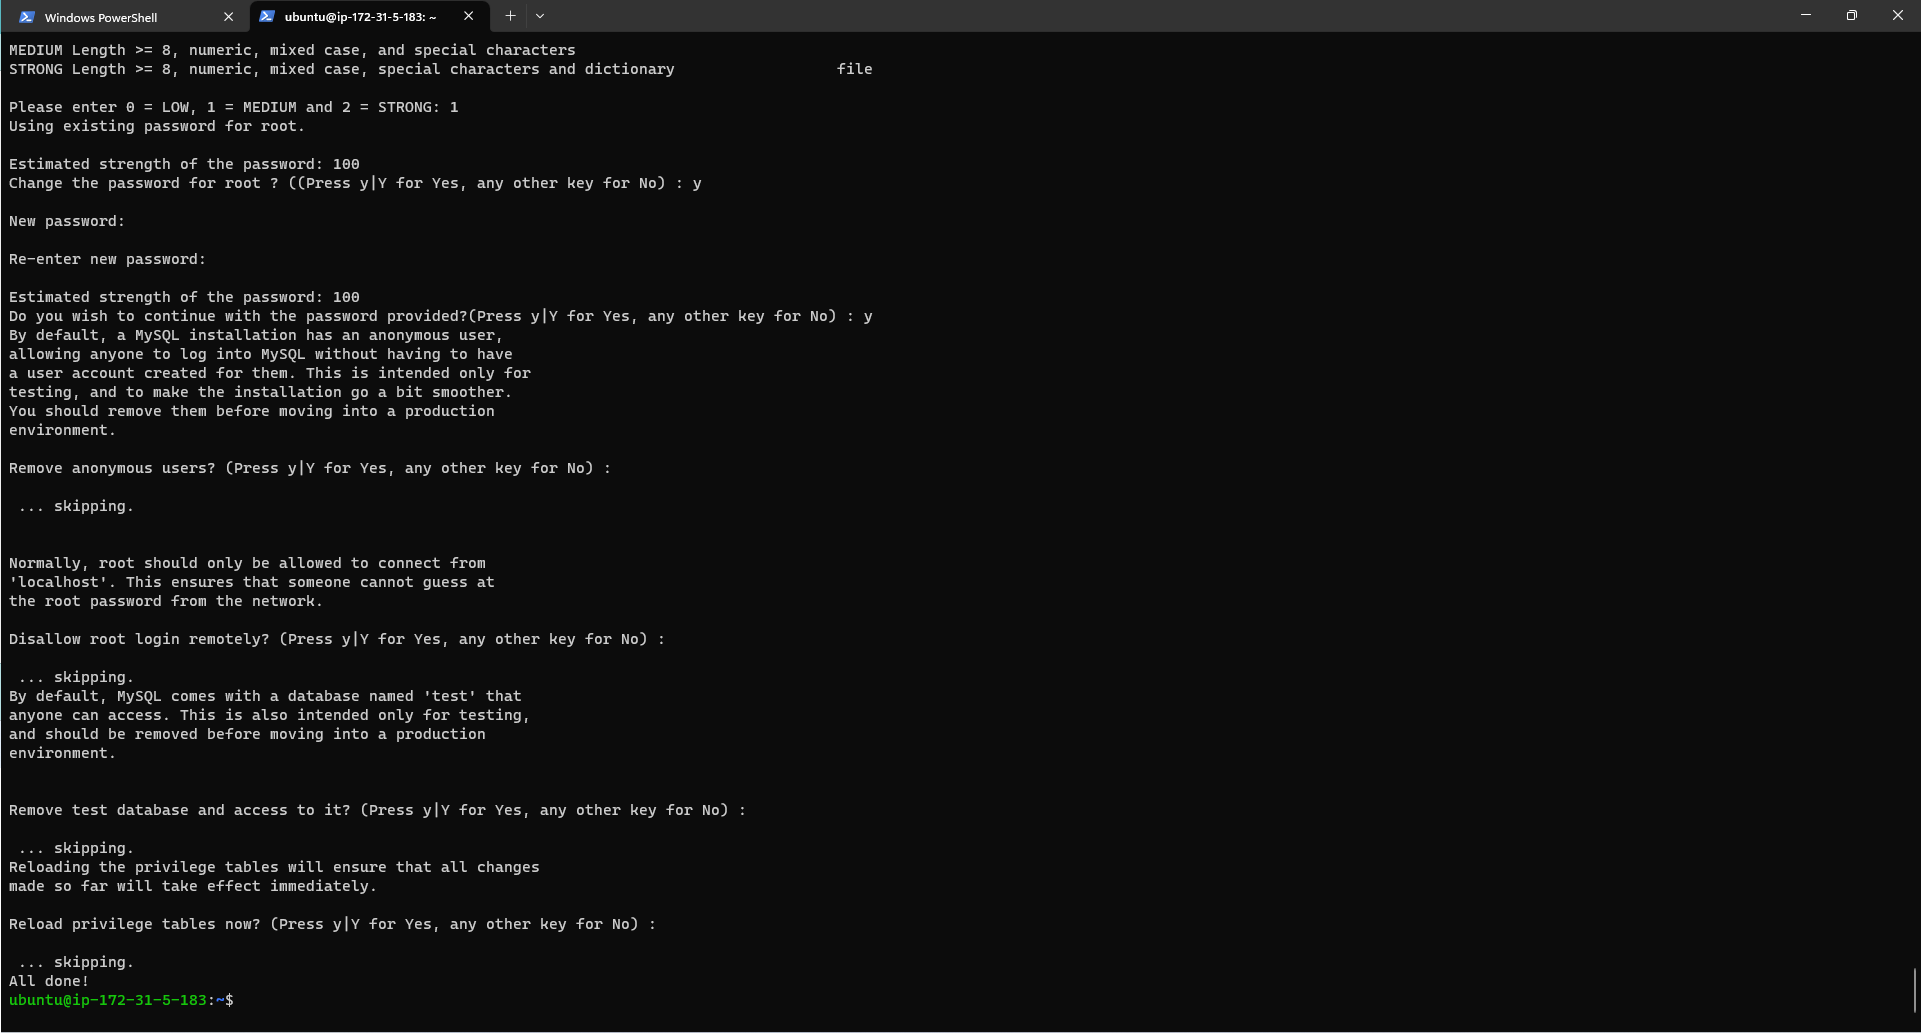 Windows PowerShell
ubuntu@ip-172-31-5-183: ~
MEDIUM Length >= 8, numeric, mixed case, and special characters
STRONG Length >= 8, numeric, mixed case, special characters and dictionary                  file
Please enter 0 = LOW, 1 = MEDIUM and 2 = STRONG: 1
Using existing password for root.
Estimated strength of the password: 100
Change the password for root ? ((Press y|Y for Yes, any other key for No) : y
New password:
Re-enter new password:
Estimated strength of the password: 100
Do you wish to continue with the password provided?(Press y|Y for Yes, any other key for No) : y
By default, a MySQL installation has an anonymous user,
allowing anyone to log into MySQL without having to have
a user account created for them. This is intended only for
testing, and to make the installation go a bit smoother.
You should remove them before moving into a production
environment.
Remove anonymous users? (Press y|Y for Yes, any other key for No) :
... skipping.
Normally, root should only be allowed to connect from
'localhost'. This ensures that someone cannot guess at
the root password from the network.
Disallow root login remotely? (Press y|Y for Yes, any other key for No) :
... skipping.
By default, MySQL comes with a database named 'test' that
anyone can access. This is also intended only for testing,
and should be removed before moving into a production
environment.
Remove test database and access to it? (Press y|Y for Yes, any other key for No) :
... skipping.
Reloading the privilege tables will ensure that all changes
made so far will take effect immediately.
Reload privilege tables now? (Press y|Y for Yes, any other key for No) :
... skipping.
All done!
ubuntu@ip-172-31-5-183:~$